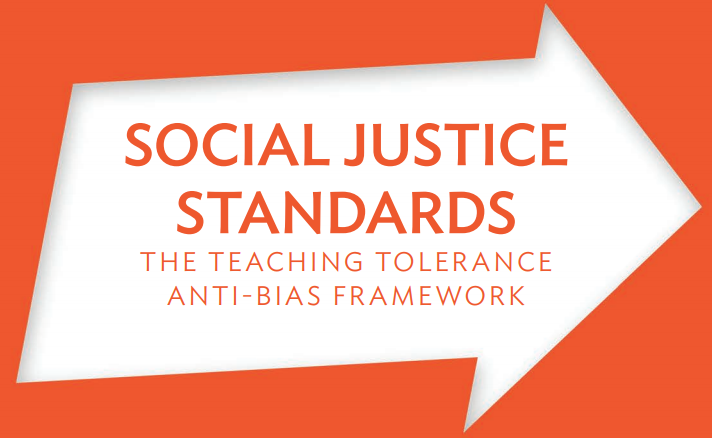 SOCIAL JUSTICE
STANDARDS
THE TEACHING TOLERANCE
ANTI-BIAS FRAMEWORK